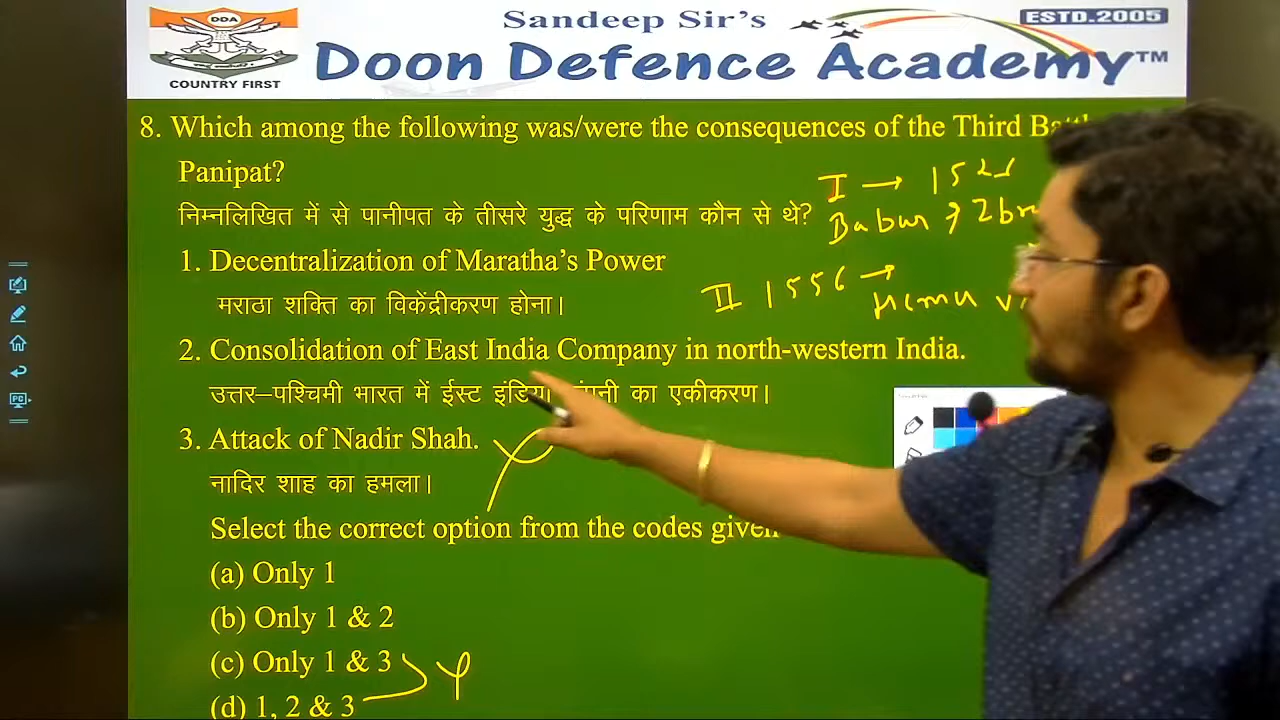 DDA
COUNTRY FIRST
Sandeep Sir's
ESTD.2005
Doon Defence Academy™
8. Which among the following was/were the consequences of the Third
Panipat?
I → 1526
निम्नलिखित में से पानीपत के तीसरे युद्ध के परिणाम कौन से थे?
Babur
1. Decentralization of Maratha's Power
मराठा शक्ति का विकेंद्रीकरण होना।
II 1556 →
Hemu
2. Consolidation of East India Company in north-western India.
उत्तर–पश्चिमी भारत में ईस्ट का एकीकरण।
3. Attack of Nadir Shah.
नादिर शाह का हमला।
Select the correct option from the codes given
(a) Only 1
(b) Only 1 & 2
(c) Only 1 & 3
(d) 1, 2 & 3